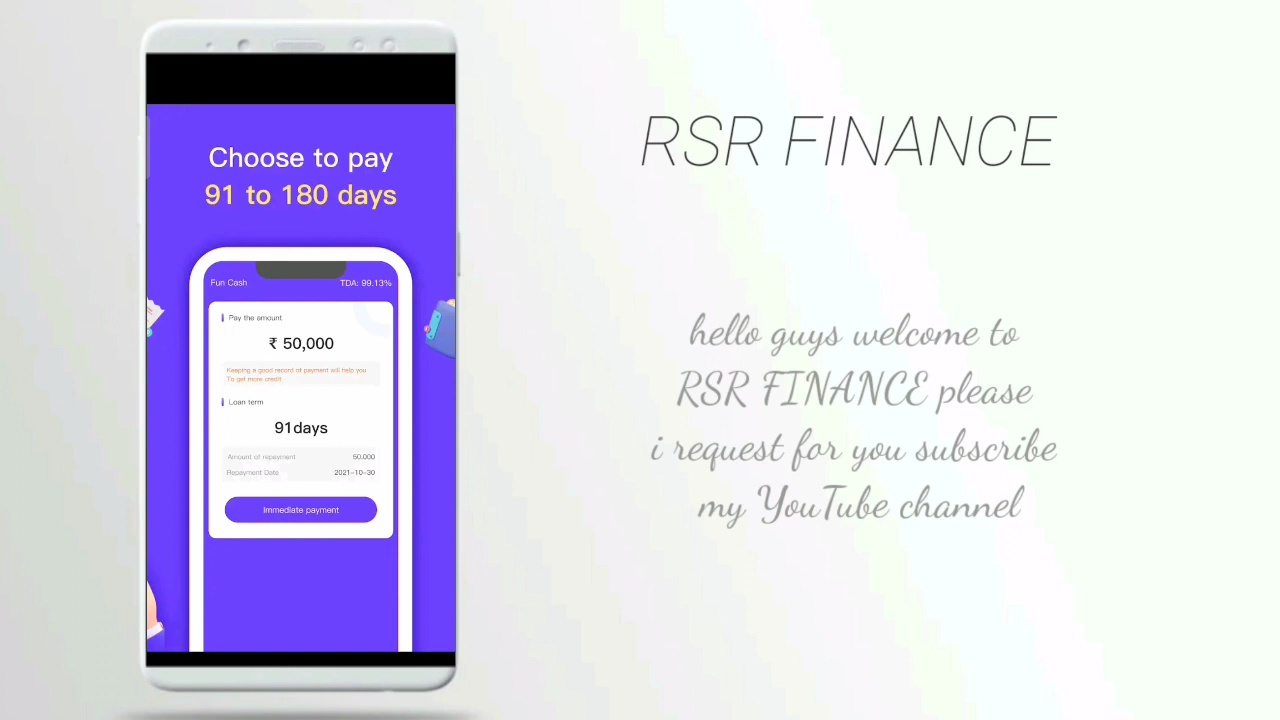 Choose to pay
91 to 180 days
Fun Cash TDA: 99.13%
Pay the amount
₹ 50,000
Keeping a good record of payment will help you
To get more credit
Loan term
91days
Amount of repayment 50.000
Repayment Date 2021-10-30
Immediate payment
RSR FINANCE
hello guys welcome to
RSR FINANCE please
i request for you subscribe
my YouTube channel